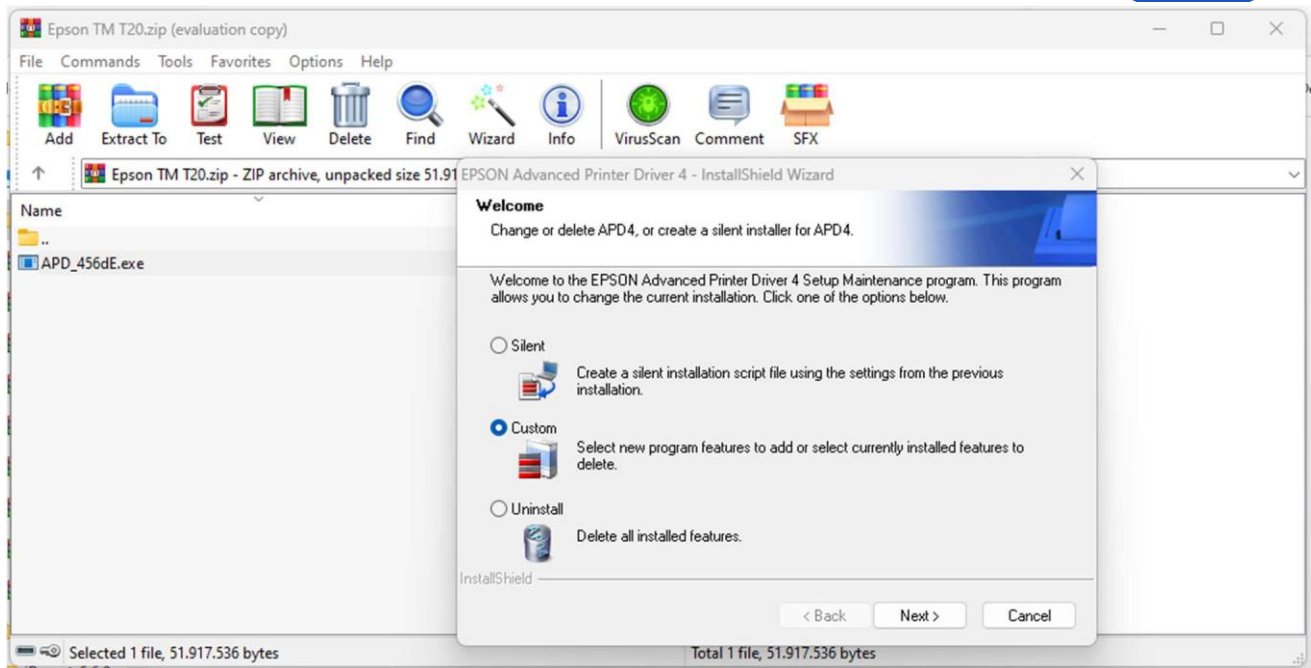 Epson TM T20.zip (evaluation copy)
File Commands Tools Favorites Options Help
Add Extract To Test View Delete Find Wizard Info VirusScan Comment SFX
Epson TM T20.zip - ZIP archive, unpacked size 51.91
EPSON Advanced Printer Driver 4 - InstallShield Wizard
Name
..
APD_456dE.exe
Welcome
Change or delete APD4, or create a silent installer for APD4.
Welcome to the EPSON Advanced Printer Driver 4 Setup Maintenance program. This program
allows you to change the current installation. Click one of the options below.
Silent
Create a silent installation script file using the settings from the previous
installation.
Custom
Select new program features to add or select currently installed features to
delete.
Uninstall
Delete all installed features.
InstallShield
< Back Next > Cancel
Selected 1 file, 51.917.536 bytes
Total 1 file, 51.917.536 bytes